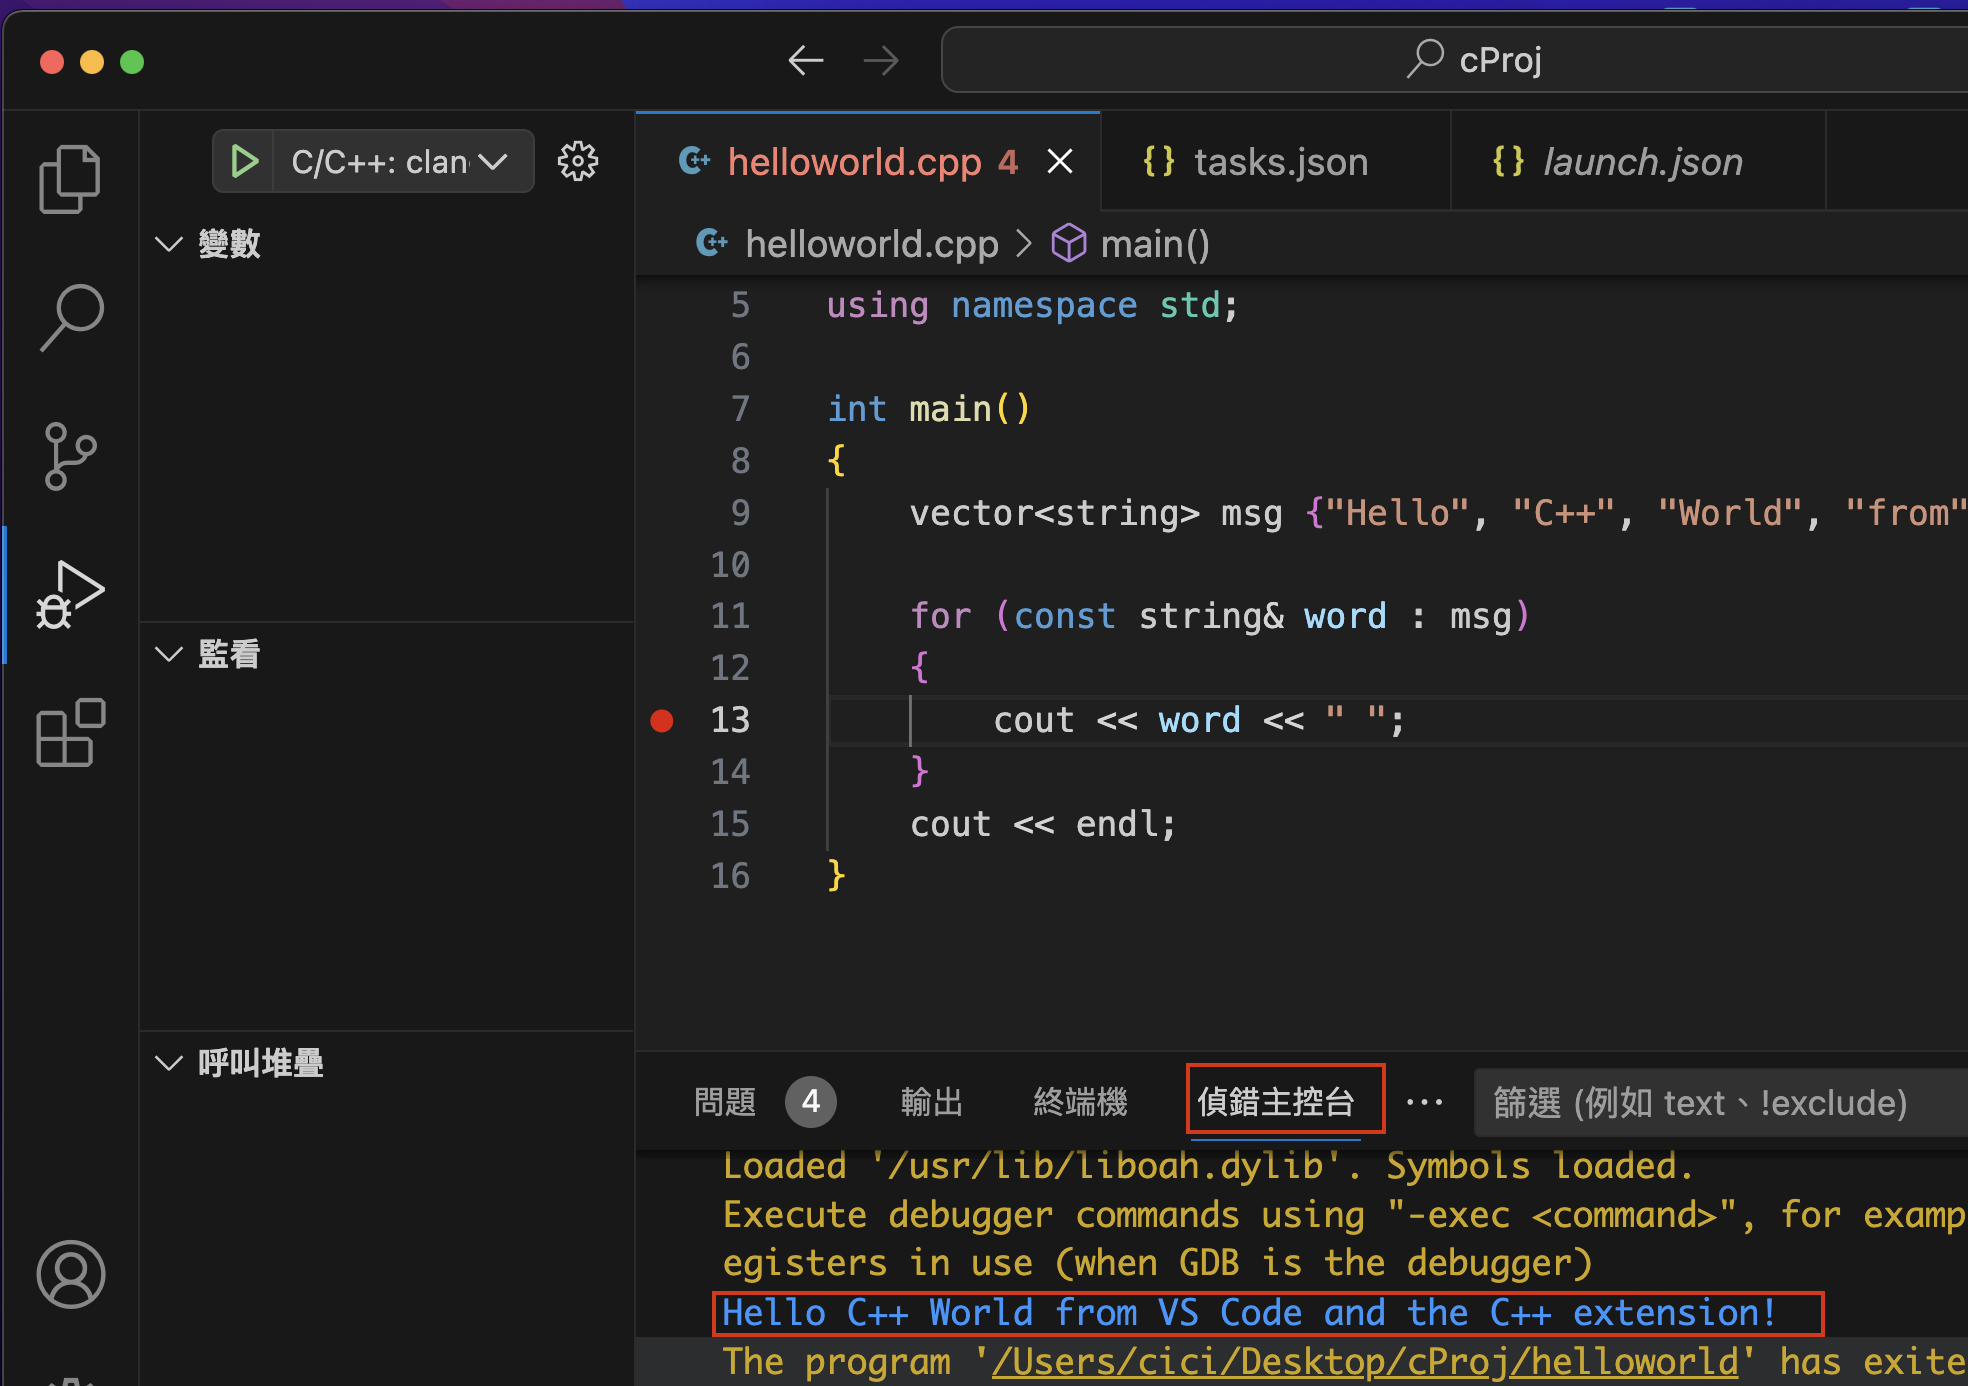 cProj
C/C++: clan
變數
監看
呼叫堆疊
helloworld.cpp 4
tasks.json
launch.json
helloworld.cpp > main()
5 using namespace std;
6
7 int main()
8 {
9 vector<string> msg {"Hello", "C++", "World", "from"
10
11 for (const string& word : msg)
12 {
13 cout << word << " ";
14 }
15 cout << endl;
16 }
問題 4 輸出 終端機 偵錯主控台 ··· 篩選 (例如 text、!exclude)
Loaded '/usr/lib/liboah.dylib'. Symbols loaded.
Execute debugger commands using "-exec <command>", for examp
egisters in use (when GDB is the debugger)
Hello C++ World from VS Code and the C++ extension!
The program '/Users/cici/Desktop/cProj/helloworld' has exite